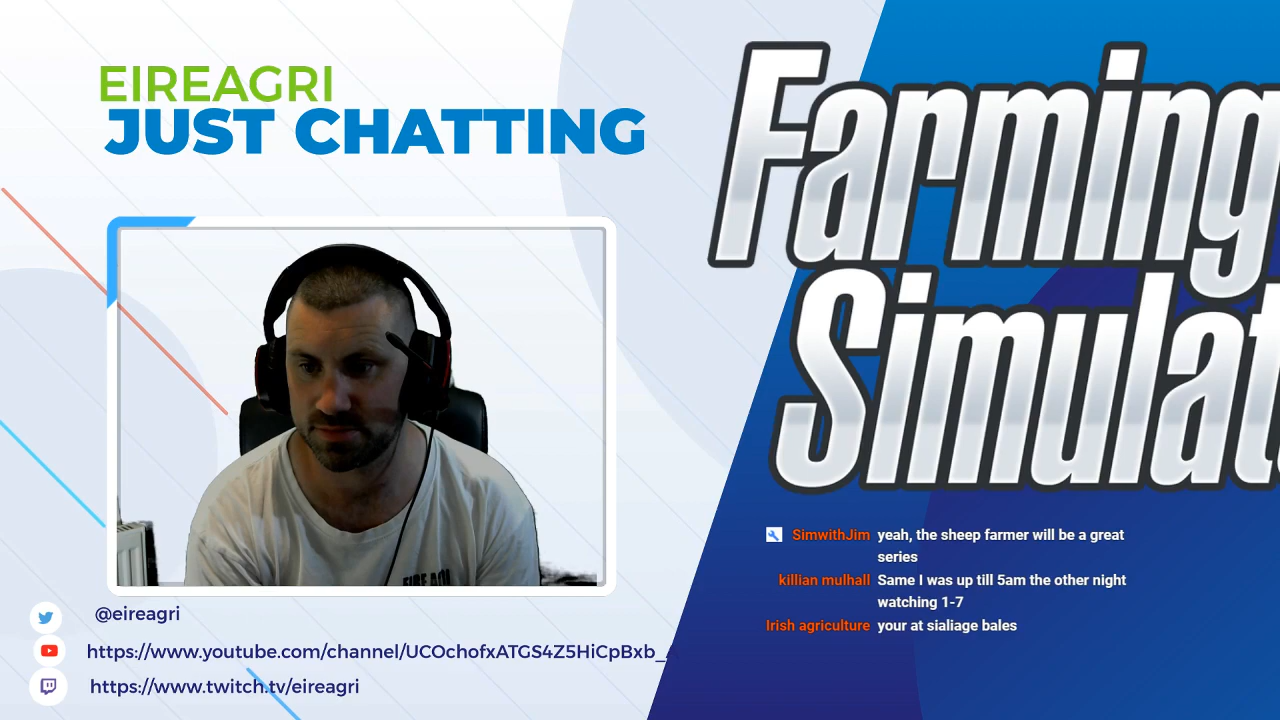 EIREAGRI
JUST CHATTING
Farming
Simulat
SimwithJim yeah, the sheep farmer will be a great
series
killian mulhall Same I was up till 5am the other night
watching 1-7
Irish agriculture your at sialiage bales
@eireagri
https://www.youtube.com/channel/UCOchofxATGS4Z5HiCpBxb_
https://www.twitch.tv/eireagri